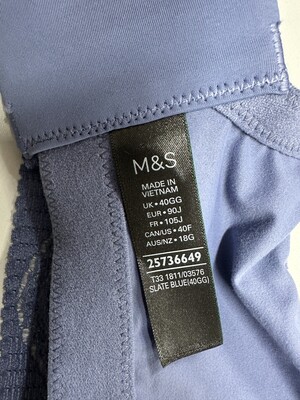 M&S
MADE IN
VIETNAM
UK • 40GG
EUR • 90J
FR • 105J
CAN/US • 40F
AUS/NZ • 18G
25736649
T33 1811/03576
SLATE BLUE(40GG)